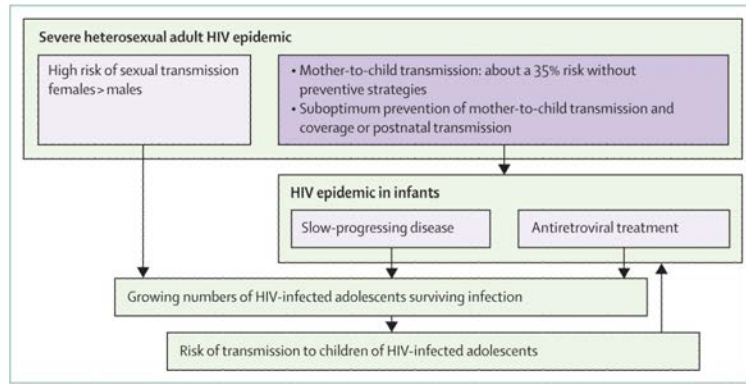 Severe heterosexual adult HIV epidemic
High risk of sexual transmission
females > males
• Mother-to-child transmission: about a 35% risk without
preventive strategies
• Suboptimum prevention of mother-to-child transmission and
coverage or postnatal transmission
HIV epidemic in infants
Slow-progressing disease
Antiretroviral treatment
Growing numbers of HIV-infected adolescents surviving infection
Risk of transmission to children of HIV-infected adolescents